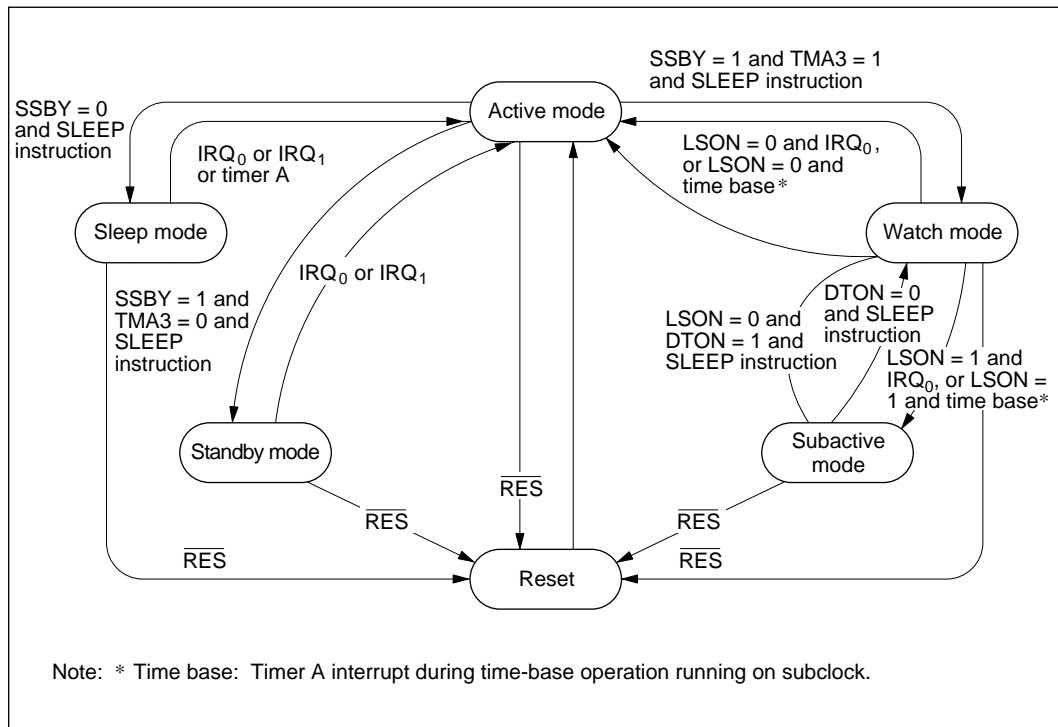 SSBY = 1 and TMA3 = 1
and SLEEP instruction
Active mode
SSBY = 0
and SLEEP
instruction
IRQ0 or IRQ1
or timer A
LSON = 0 and IRQ0,
or LSON = 0 and
time base*
Sleep mode
Watch mode
IRQ0 or IRQ1
SSBY = 1 and
TMA3 = 0 and
SLEEP
instruction
LSON = 0 and
DTON = 1 and
SLEEP instruction
DTON = 0
and SLEEP
instruction
LSON = 1 and
IRQ0, or LSON =
1 and time base*
Standby mode
Subactive
mode
RES
RES
RES
RES
RES
Reset
Note: * Time base: Timer A interrupt during time-base operation running on subclock.